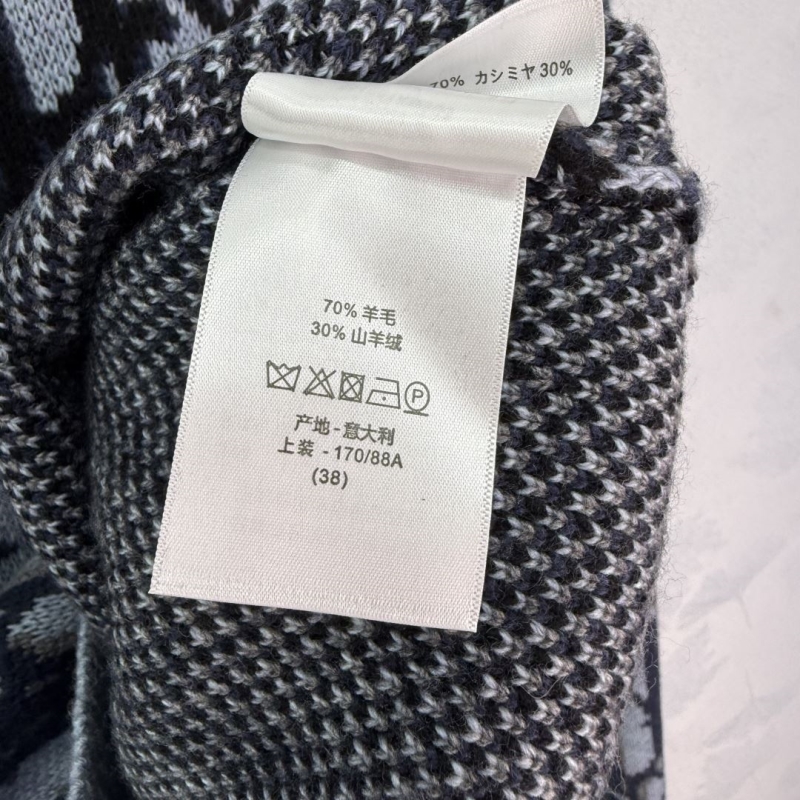 カシミヤ 30%
70% 羊毛
30% 山羊绒
P
产地 - 意大利
上装 - 170/88A
(38)